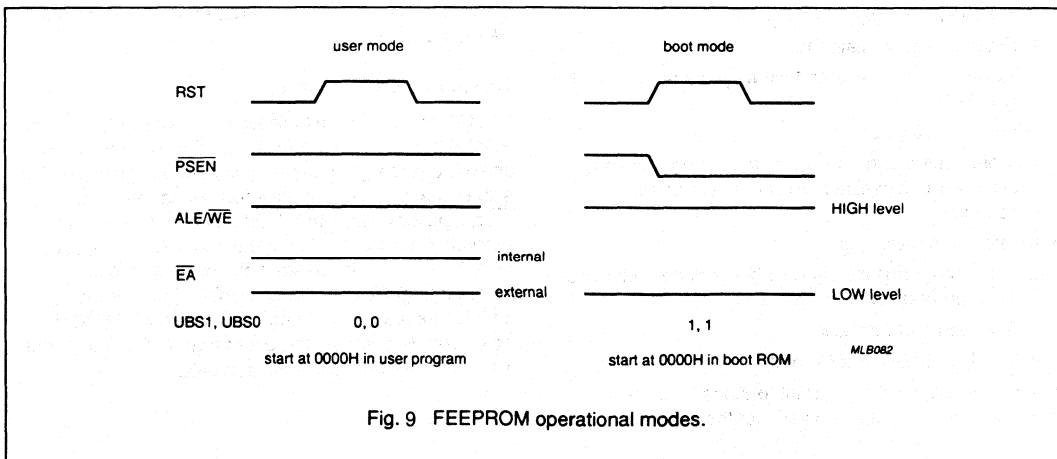 user mode boot mode
RST
PSEN
ALE/WE HIGH level
internal
EA
external LOW level
UBS1, UBS0 0, 0 1, 1
start at 0000H in user program start at 0000H in boot ROM MLB082
Fig. 9 FEEPROM operational modes.